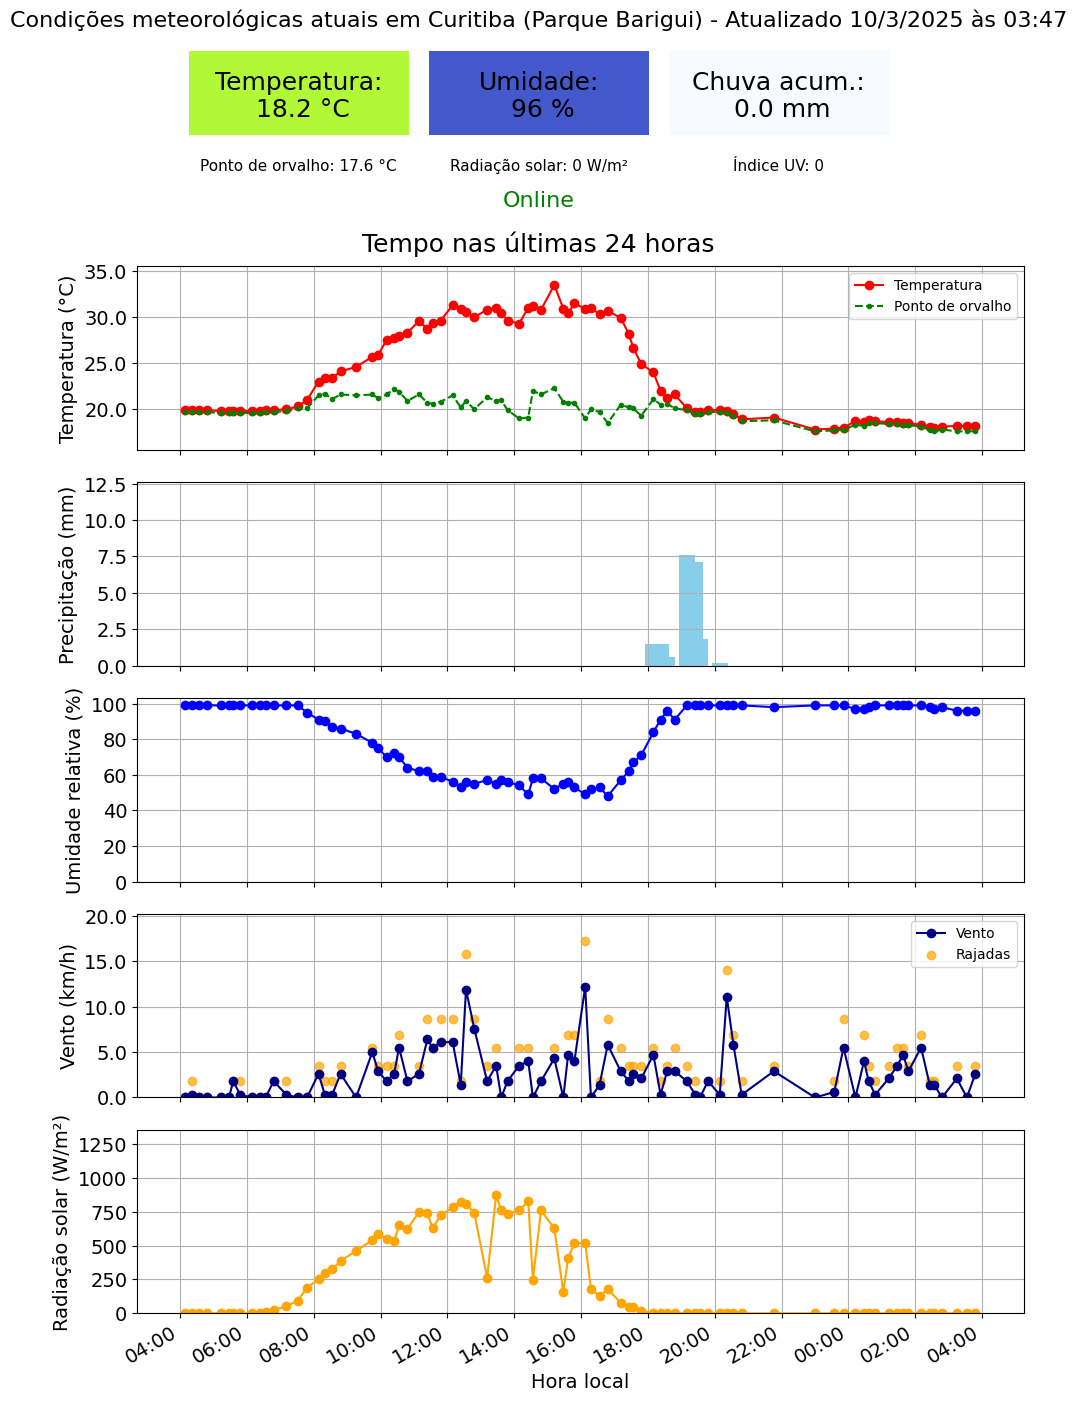 Condições meteorológicas atuais em Curitiba (Parque Barigui) - Atualizado 10/3/2025 às 03:47
Temperatura:
18.2 °C
Umidade:
96 %
Chuva acum.:
0.0 mm
Ponto de orvalho: 17.6 °C
Radiação solar: 0 W/m²
Índice UV: 0
Online
Tempo nas últimas 24 horas
Temperatura (°C)
35.0
30.0
25.0
20.0
Temperatura
Ponto de orvalho
Precipitação (mm)
12.5
10.0
7.5
5.0
2.5
0.0
Umidade relativa (%)
100
80
60
40
20
0
Vento (km/h)
20.0
15.0
10.0
5.0
0.0
Vento
Rajadas
Radiação solar (W/m²)
1250
1000
750
500
250
0
04:00
06:00
08:00
10:00
12:00
14:00
16:00
18:00
20:00
22:00
00:00
02:00
04:00
Hora local